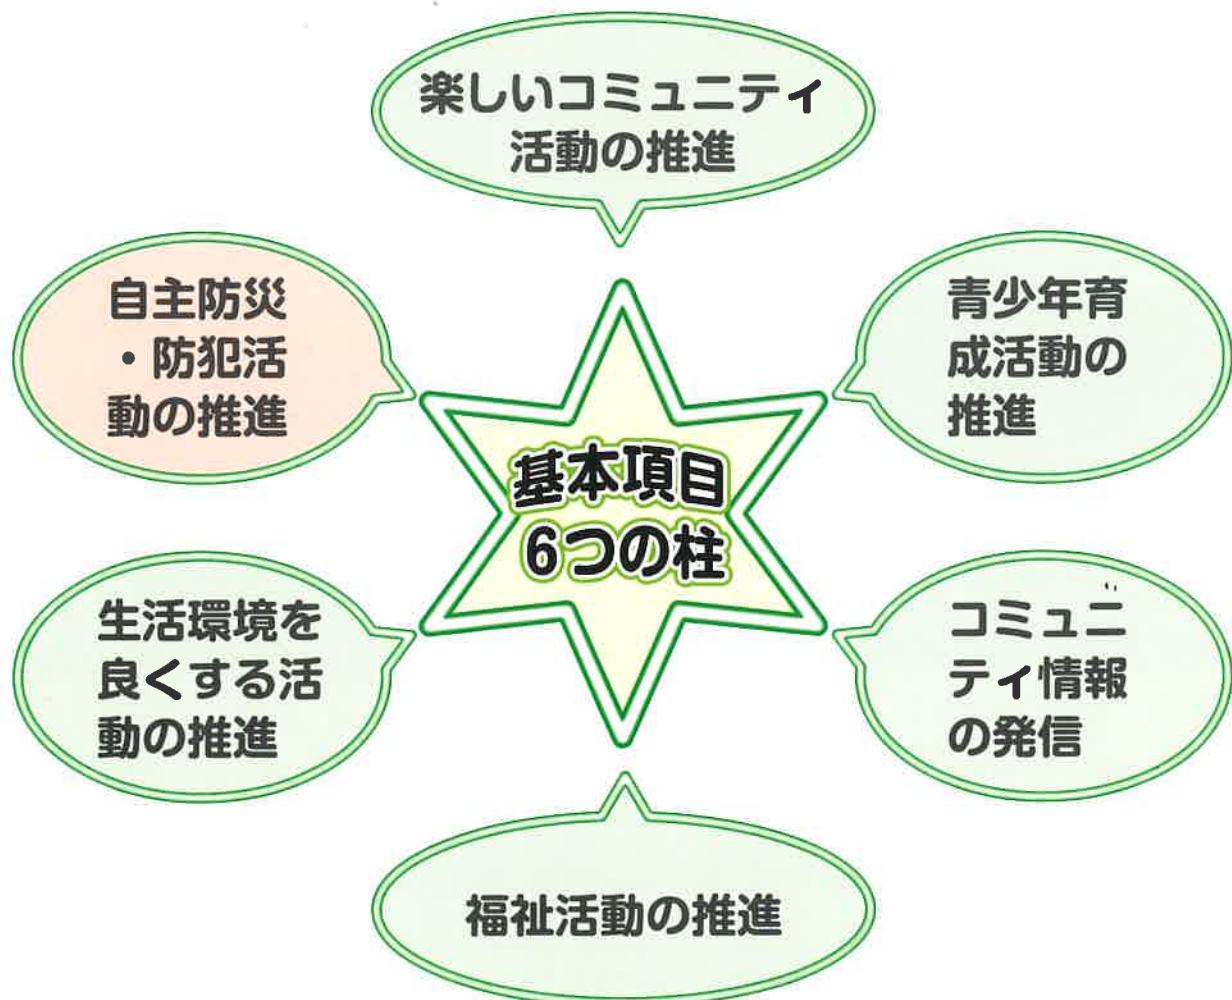 楽しいコミュニティ
活動の推進
自主防災
・防犯活
動の推進
青少年育
成活動の
推進
基本項目
6つの柱
生活環境を
良くする活
動の推進
コミュニ
ティ情報
の発信
福祉活動の推進